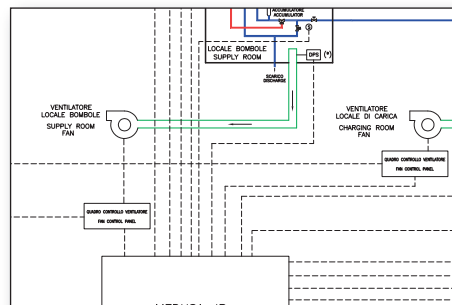 ACCUMULATORE
ACCUMULATOR
LOCALE BOMBOLE
SUPPLY ROOM
DPS (*)
SCARICO
DISCHARGE
VENTILATORE
LOCALE BOMBOLE
SUPPLY ROOM
FAN
VENTILATORE
LOCALE DI CARICA
CHARGING ROOM
FAN
QUADRO CONTROLLO VENTILATORE
FAN CONTROL PANEL
QUADRO CONTROLLO VENTILATORE
FAN CONTROL PANEL